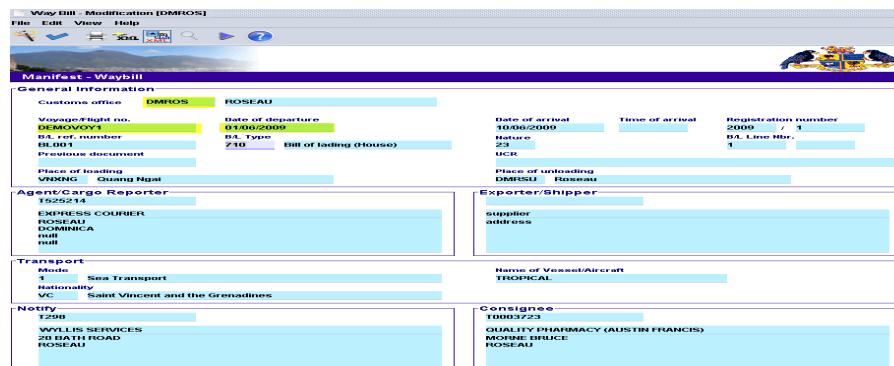 Way Bill - Modification [DMROS]
File Edit View Help
XML XML
Manifest - Waybill
General Information
Customs office DMROS ROSEAU
Voyage/Flight no. Date of departure Date of arrival Time of arrival Registration number
DEMOVOY1 01/06/2009 10/06/2009 2009 / 1
B/L ref. number B/L Type Nature B/L Line Nbr.
BL001 710 Bill of lading (House) 23 1
Previous document UCR
Place of loading Place of unloading
VNXNG Quang Ngai DMRSU Roseau
Agent/Cargo Reporter Exporter/Shipper
T525214
EXPRESS COURIER supplier
ROSEAU address
DOMINICA
null
null
Transport
Mode Name of Vessel/Aircraft
1 Sea Transport TROPICAL
Nationality
VC Saint Vincent and the Grenadines
Notify Consignee
T298 T0003723
WYLLIS SERVICES QUALITY PHARMACY (AUSTIN FRANCIS)
20 BATH ROAD MORNE BRUCE
ROSEAU ROSEAU